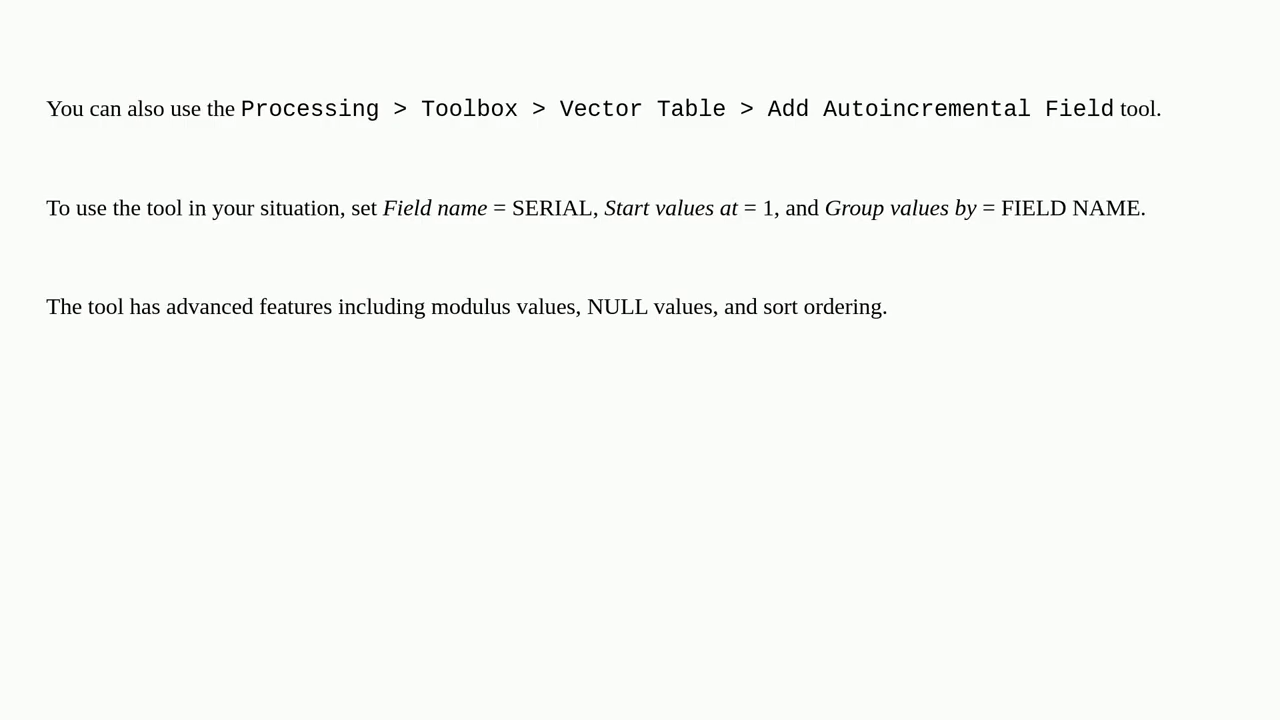 You can also use the Processing > Toolbox > Vector Table > Add Autoincremental Field tool.
To use the tool in your situation, set Field name = SERIAL, Start values at = 1, and Group values by = FIELD NAME.
The tool has advanced features including modulus values, NULL values, and sort ordering.